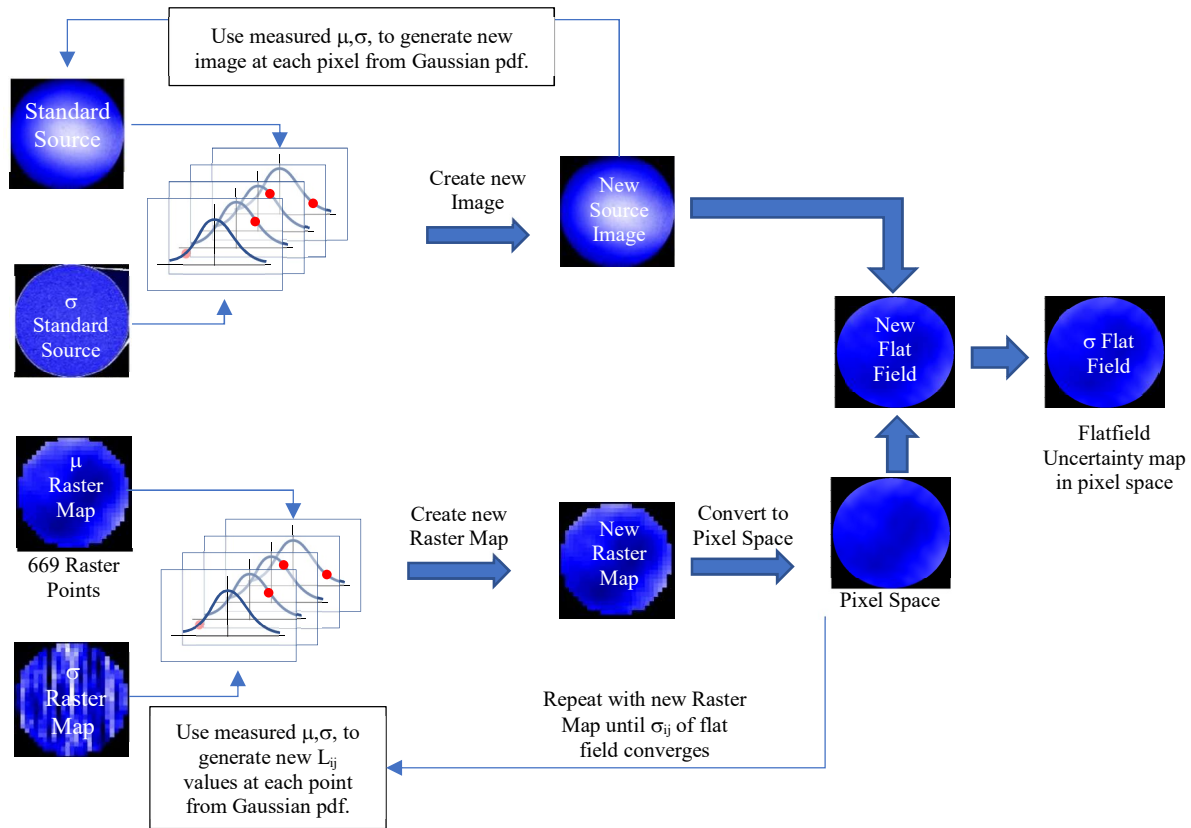 Use measured μ,σ, to generate new
image at each pixel from Gaussian pdf.
Standard
Source
Create new
Image
New
Source
Image
σ
Standard
Source
New
Flat
Field
σ Flat
Field
Flatfield
Uncertainty map
in pixel space
μ
Raster
Map
669 Raster
Points
Create new
Raster Map
New
Raster
Map
Convert to
Pixel Space
Pixel Space
σ
Raster
Map
Use measured μ,σ, to
generate new Lij
values at each point
from Gaussian pdf.
Repeat with new Raster
Map until σij of flat
field converges